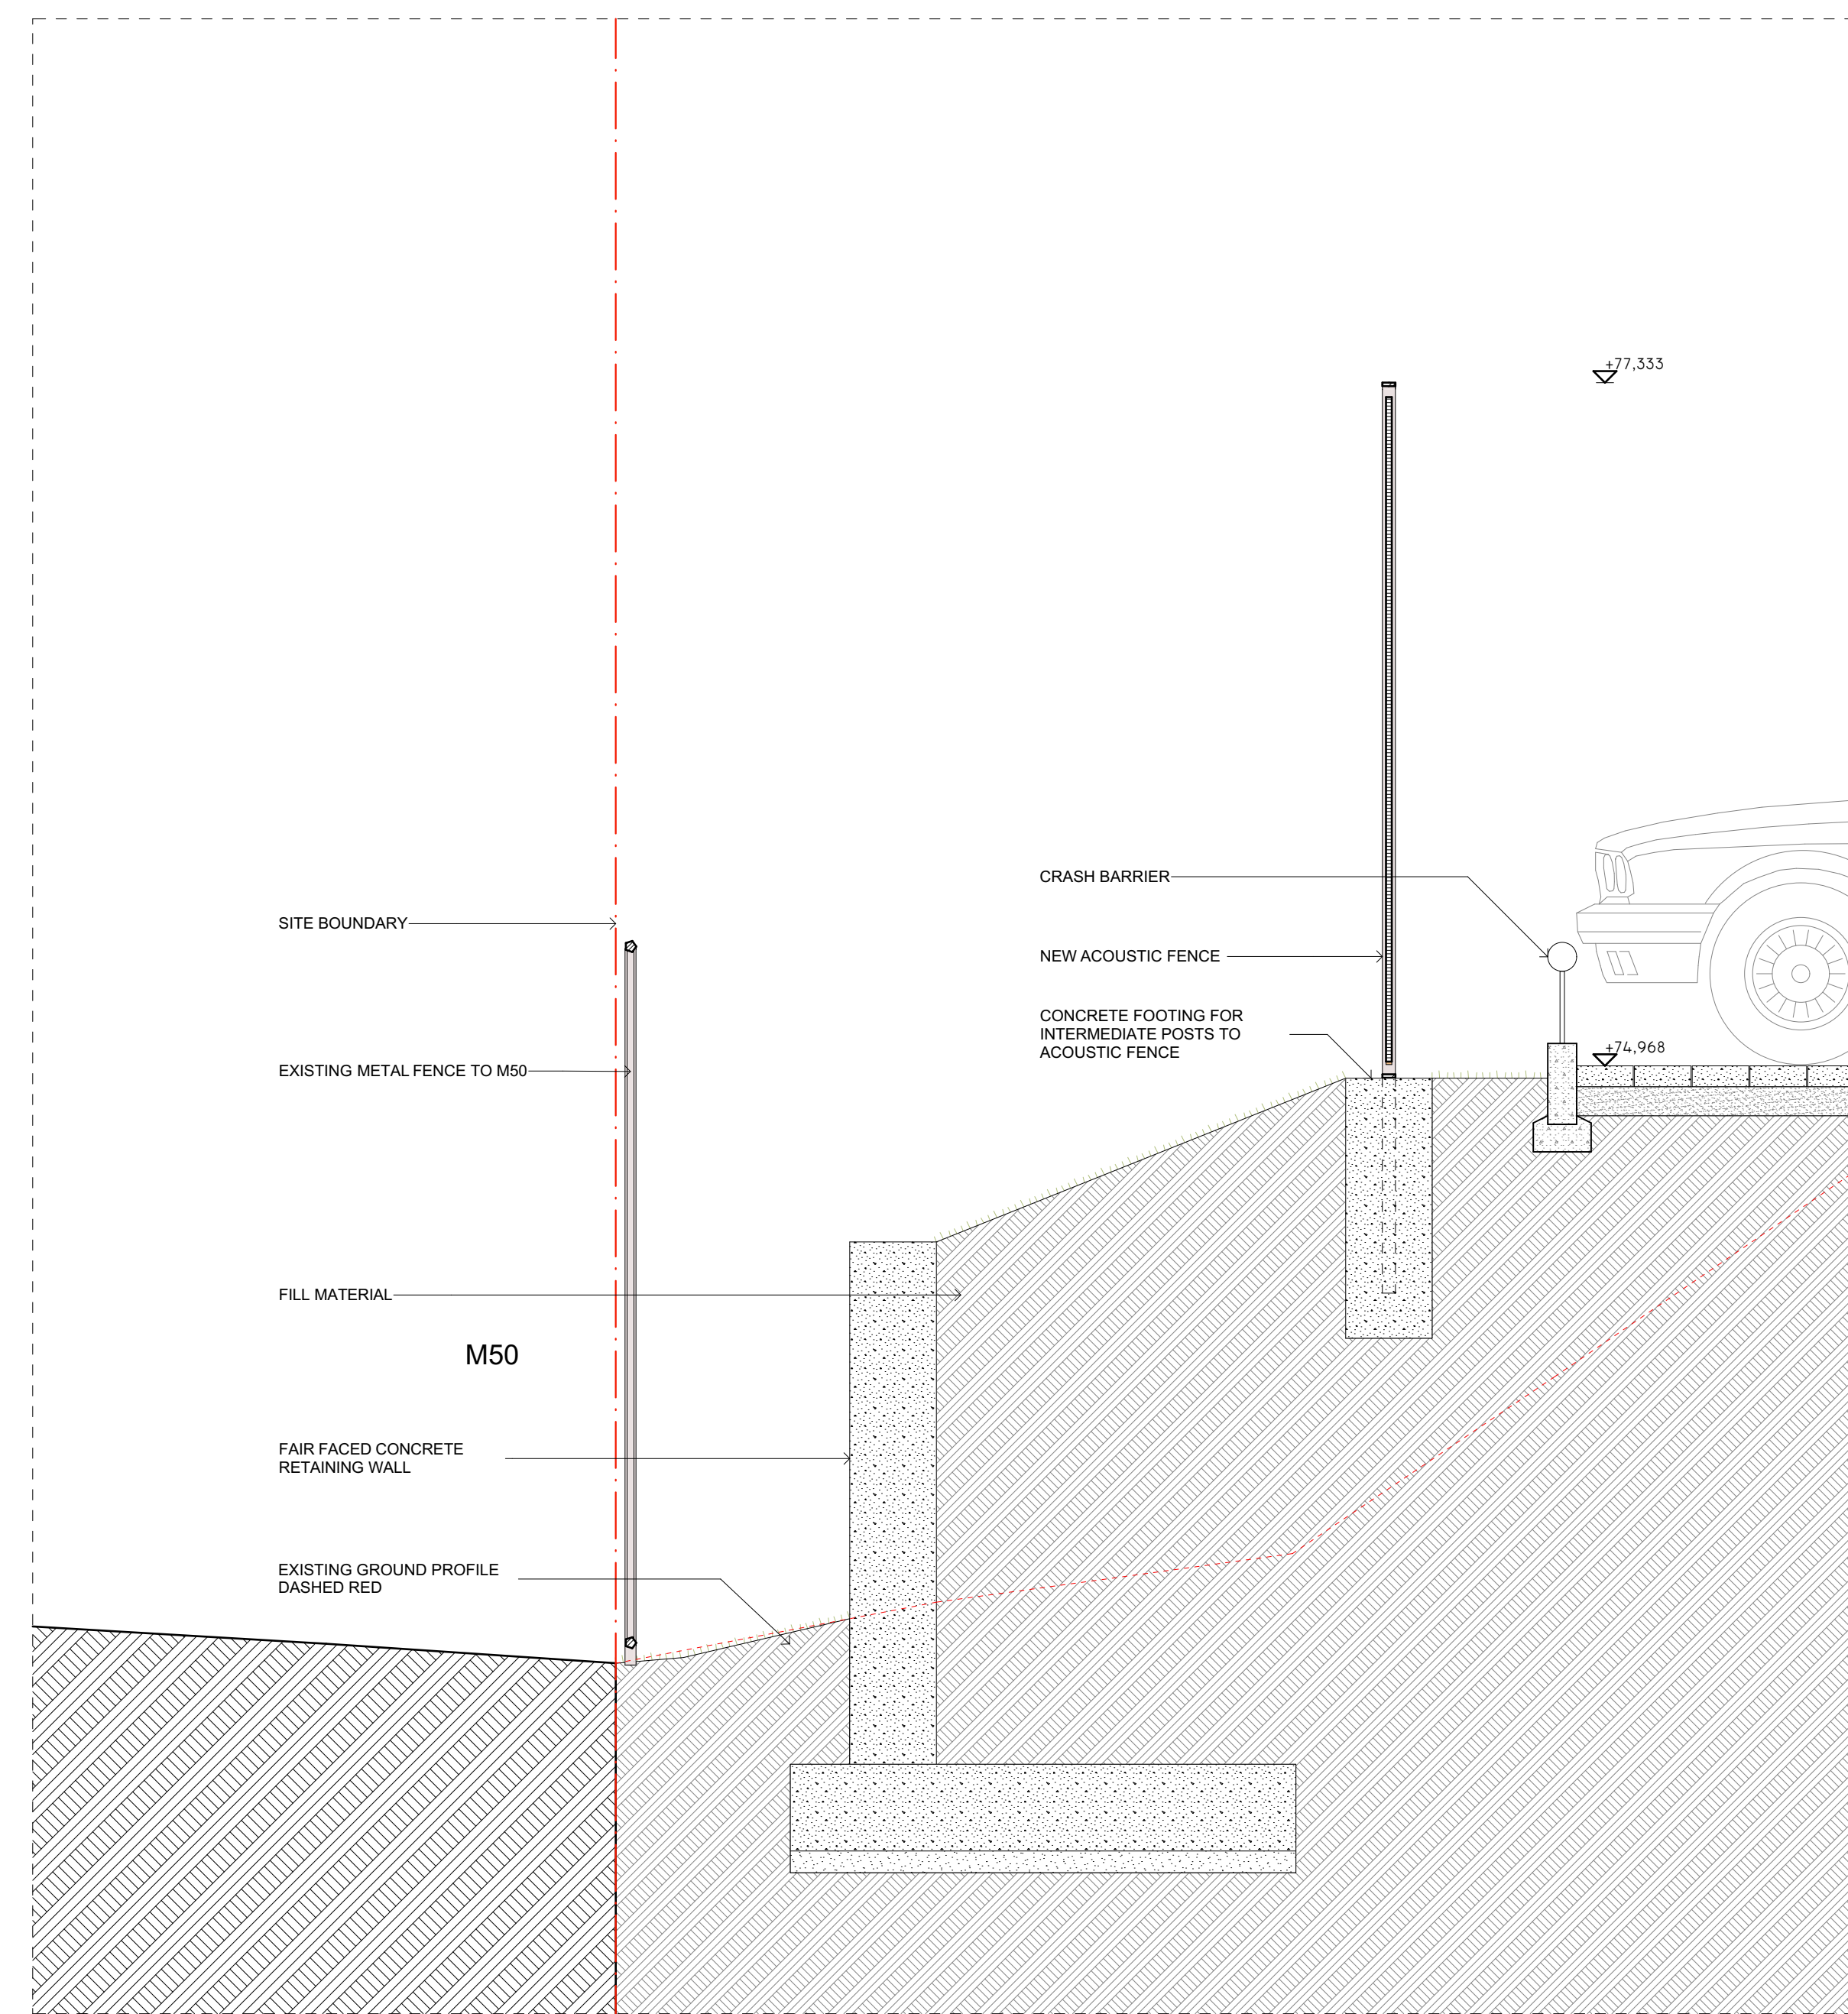 +77,333
CRASH BARRIER
SITE BOUNDARY
NEW ACOUSTIC FENCE
CONCRETE FOOTING FOR
INTERMEDIATE POSTS TO
ACOUSTIC FENCE
+74,968
EXISTING METAL FENCE TO M50
FILL MATERIAL
M50
FAIR FACED CONCRETE
RETAINING WALL
EXISTING GROUND PROFILE
DASHED RED